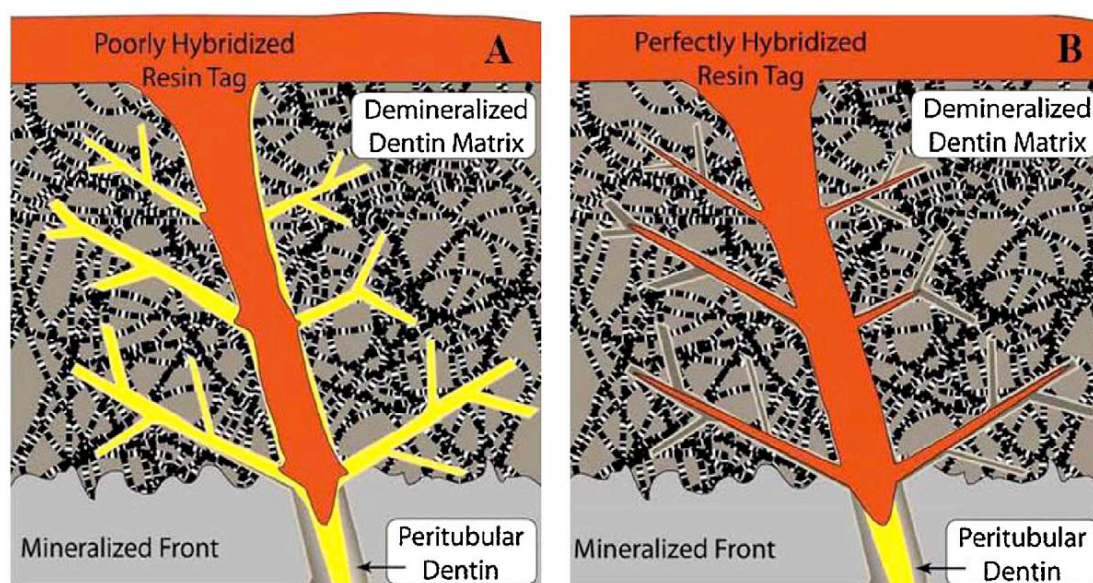 Poorly Hybridized
Resin Tag
A
Demineralized
Dentin Matrix
Mineralized Front
Peritubular
Dentin
Perfectly Hybridized
Resin Tag
B
Demineralized
Dentin Matrix
Mineralized Front
Peritubular
Dentin